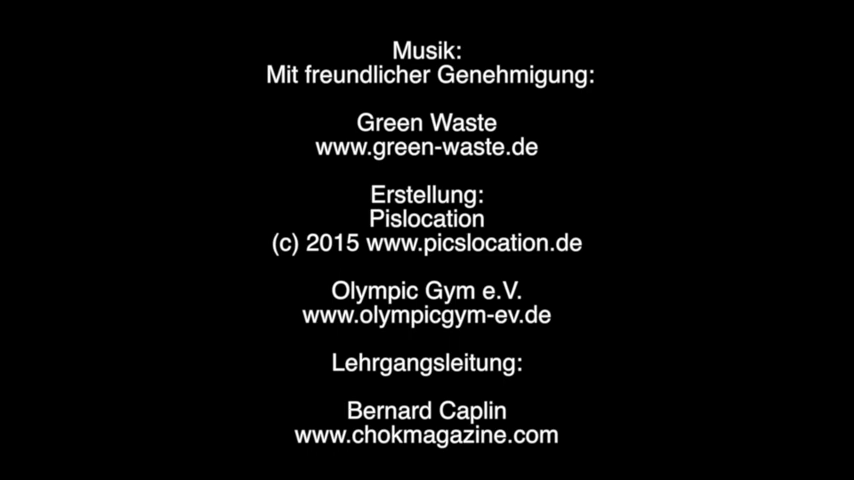 Musik:
Mit freundlicher Genehmigung:
Green Waste
www.green-waste.de
Erstellung:
Pislocation
(c) 2015 www.picslocation.de
Olympic Gym e.V.
www.olympicgym-ev.de
Lehrgangsleitung:
Bernard Caplin
www.chokmagazine.com